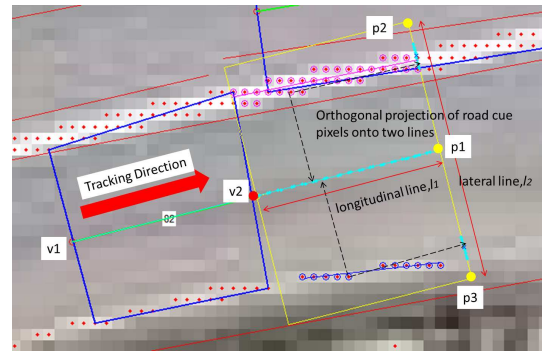 p2
Orthogonal projection of road cue
pixels onto two lines
p1
Tracking Direction
v2
longitudinal line,l1
lateral line,l2
82
v1
p3